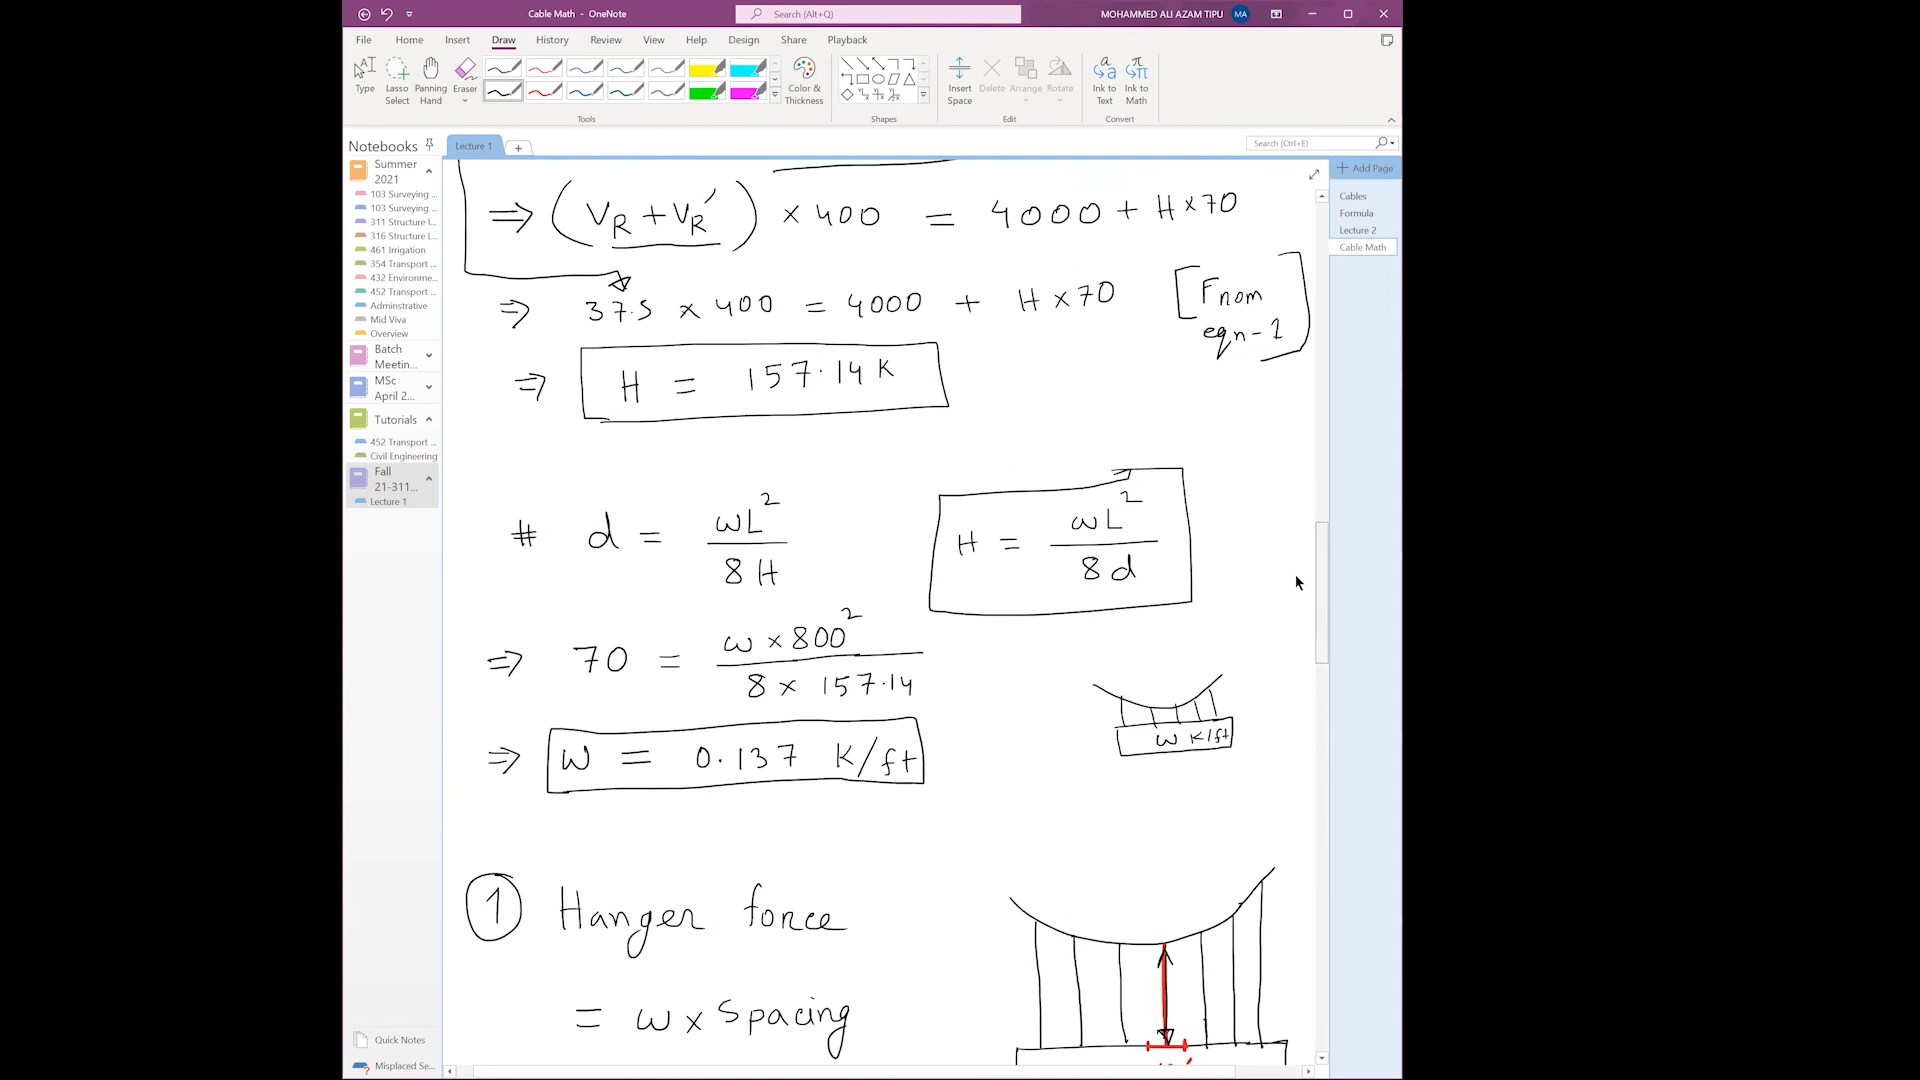 Cable Math - OneNote
Search (Alt+Q)
MOHAMMED ALI AZAM TIPU
MA
File Home Insert Draw History Review View Help Design Share Playback
Type
Lasso Select
Panning Hand
Eraser
Color & Thickness
Insert Space
Delete
Arrange
Rotate
Ink to Text
Ink to Math
Tools
Shapes
Edit
Convert
Notebooks
Lecture 1
Search (Ctrl+E)
Summer 2021
103 Surveying ...
103 Surveying ...
311 Structure I...
316 Structure L...
461 Irrigation
354 Transport ...
432 Environme...
452 Transport ...
Adminstrative
Mid Viva
Overview
Batch Meetin...
MSc April 2...
Tutorials
452 Transport ...
Civil Engineering
Fall 21-311...
Lecture 1
Quick Notes
Misplaced Se...
Add Page
Cables
Formula
Lecture 2
Cable Math
⇒ (VR + VR') × 400 = 4000 + H×70
⇒ 37.5 × 400 = 4000 + H×70 [From eqn-1]
⇒ H = 157.14 K
# d = ωL² / 8H
H = ωL² / 8d
⇒ 70 = ω×800² / 8 × 157.14
ω K/ft
⇒ ω = 0.137 K/ft
① Hanger force
= ω × Spacing